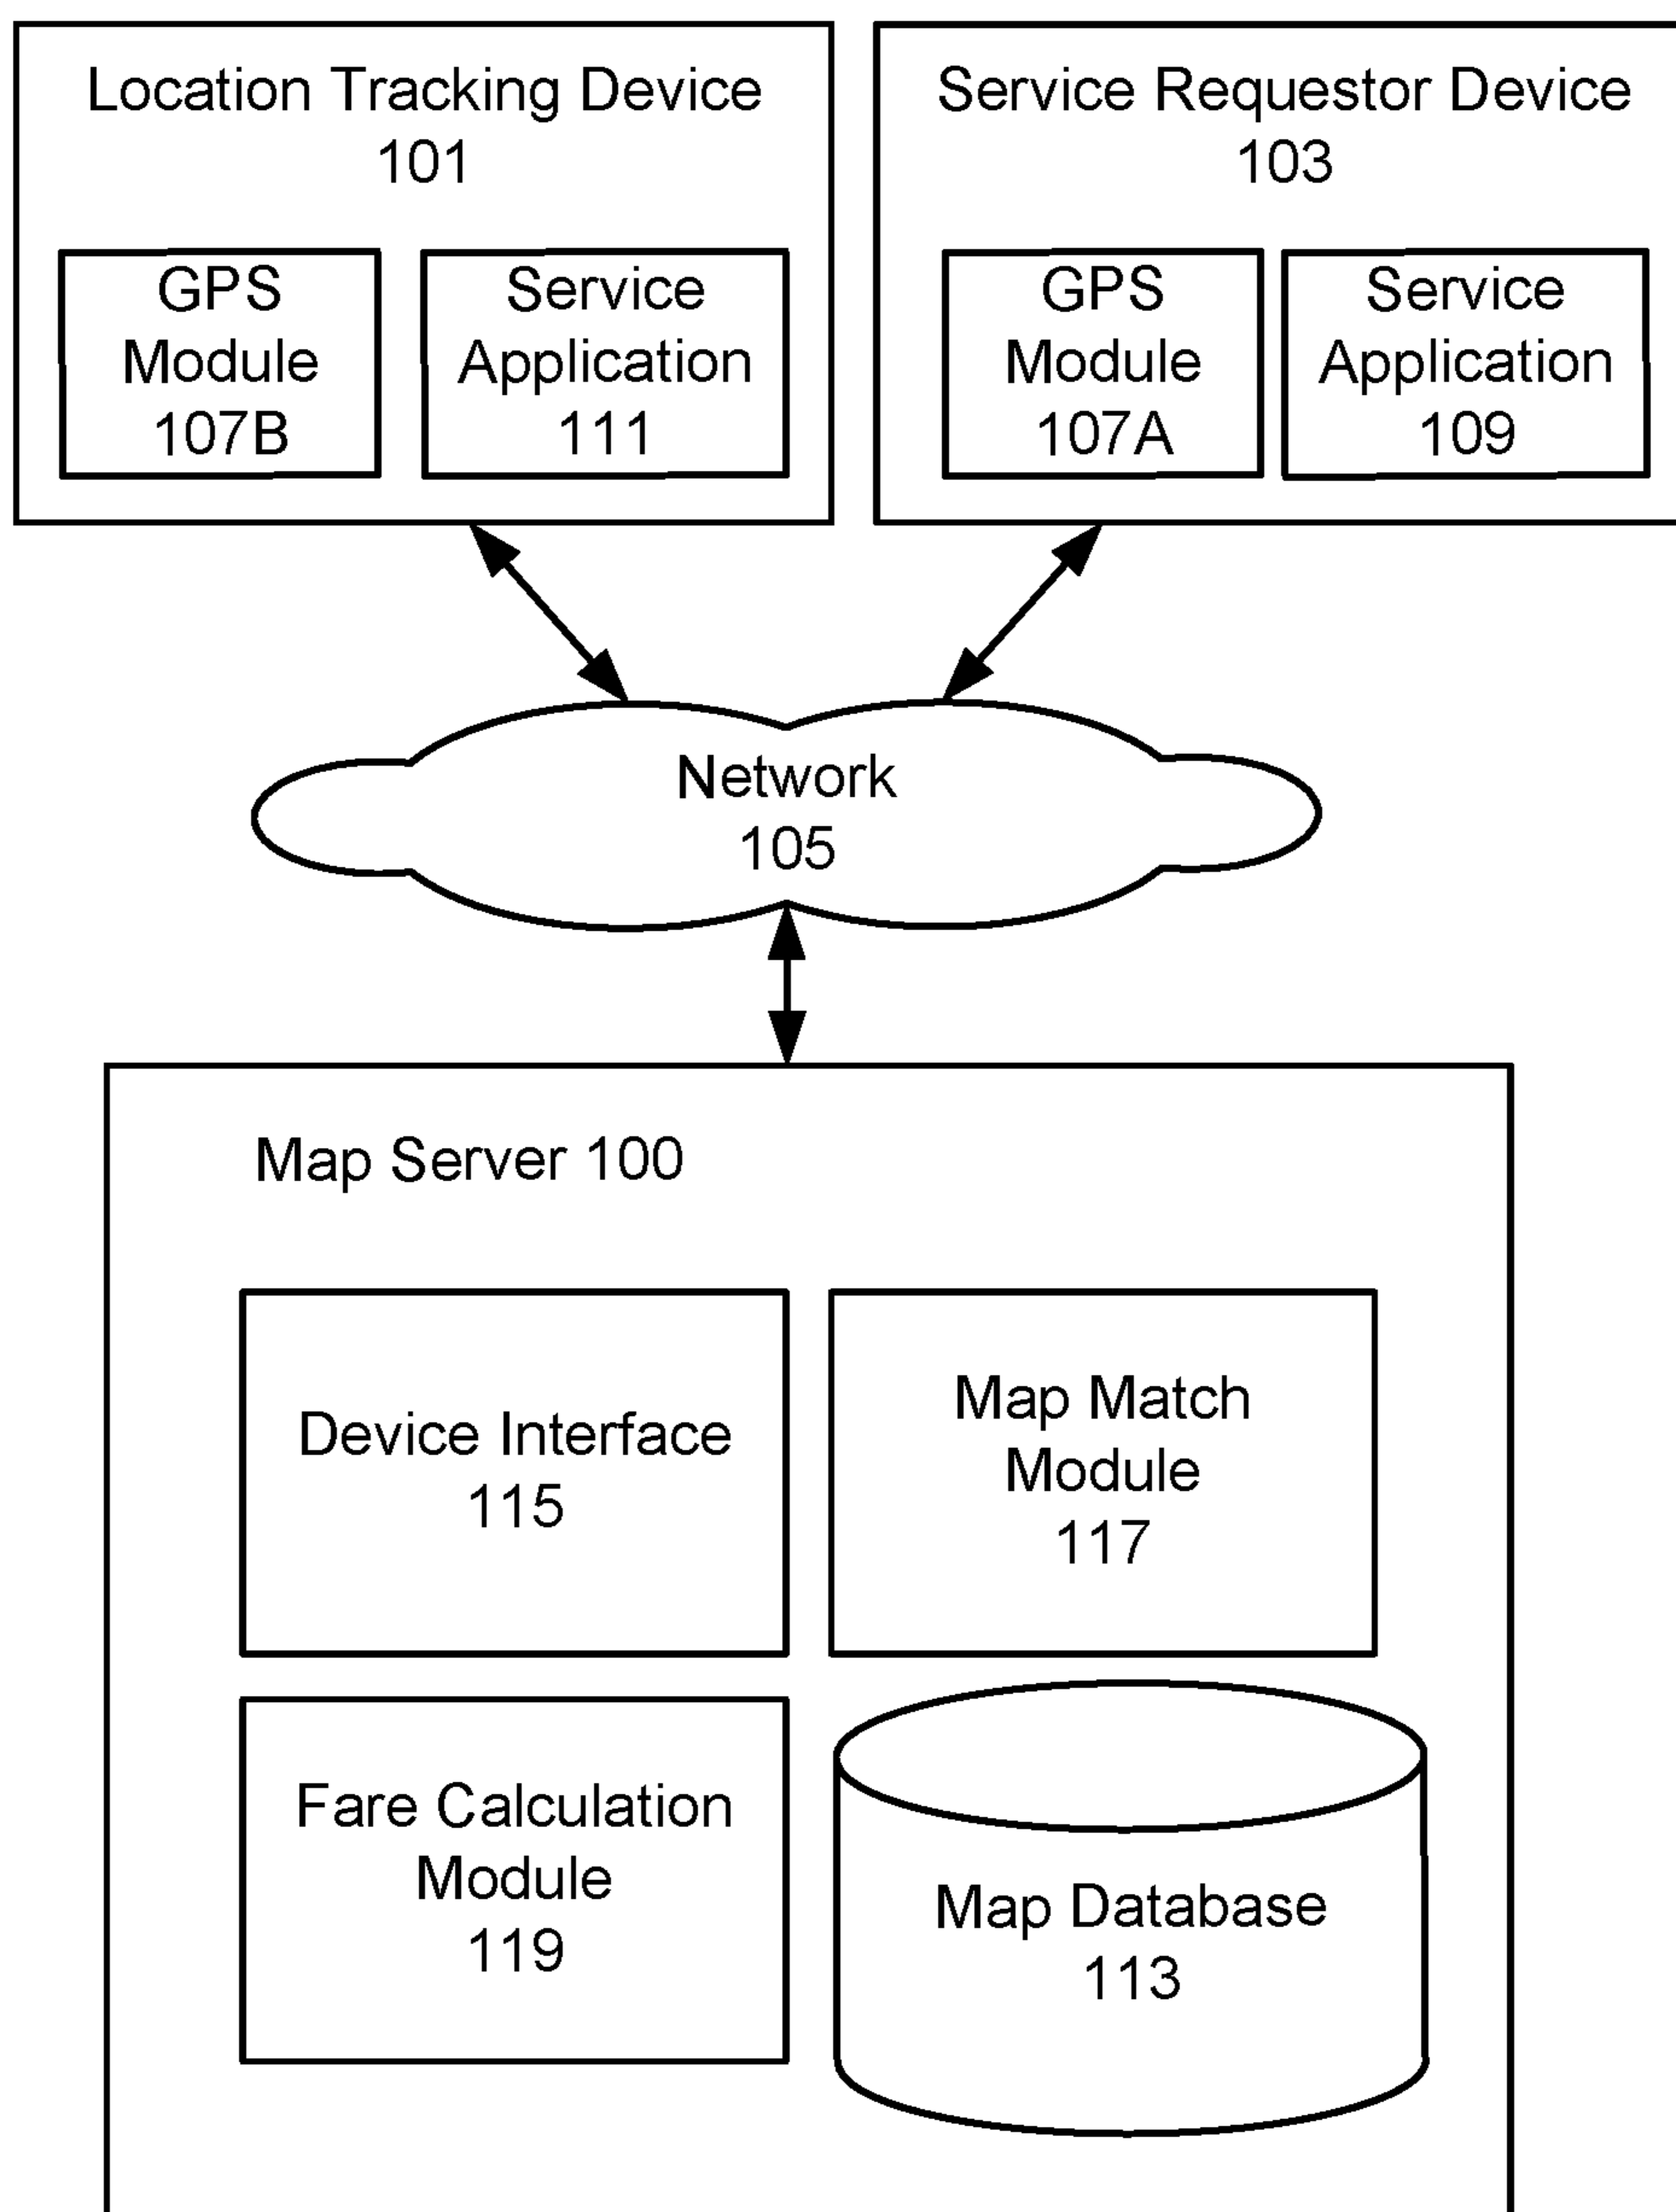 Location Tracking Device
101
GPS
Module
107B
Service
Application
111
Service Requestor Device
103
GPS
Module
107A
Service
Application
109
Network
105
Map Server 100
Device Interface
115
Map Match
Module
117
Fare Calculation
Module
119
Map Database
113